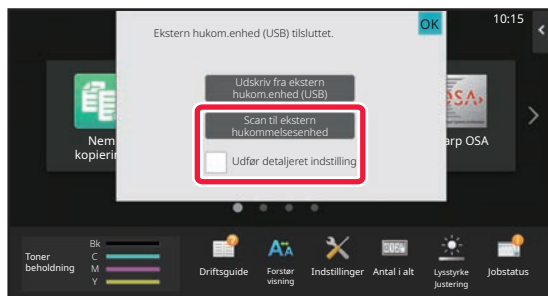 10:15
Ekstern hukom.enhed (USB) tilsluttet.
OK
Udskriv fra ekstern
hukom.enhed (USB)
Scan til ekstern
hukommelsesenhed
Udfør detaljeret indstilling
Nem
kopierin
arp OSA
Toner
beholdning
Bk
C
M
Y
Driftsguide
Forstør
visning
Indstillinger
Antal i alt
Lysstyrke
Justering
Jobstatus